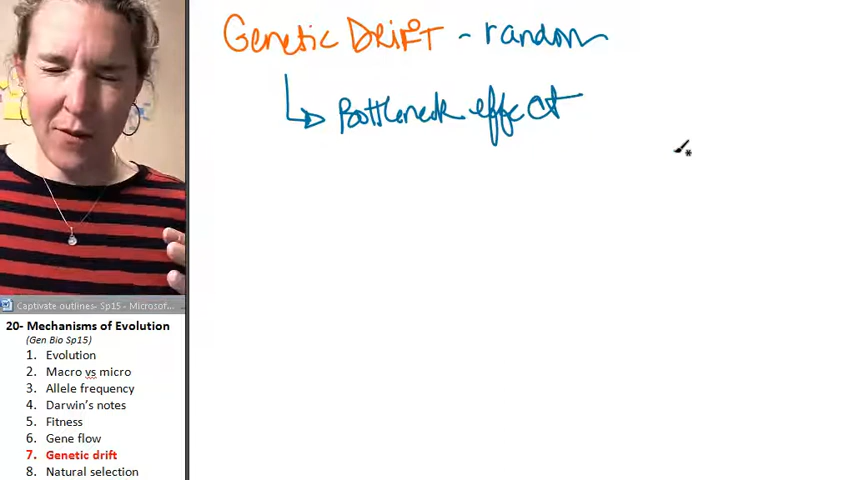 Genetic Drift - random
Bottleneck effect
Captivate outlines- Sp15 - Microsof...
20- Mechanisms of Evolution
(Gen Bio Sp15)
1. Evolution
2. Macro vs micro
3. Allele frequency
4. Darwin's notes
5. Fitness
6. Gene flow
7. Genetic drift
8. Natural selection